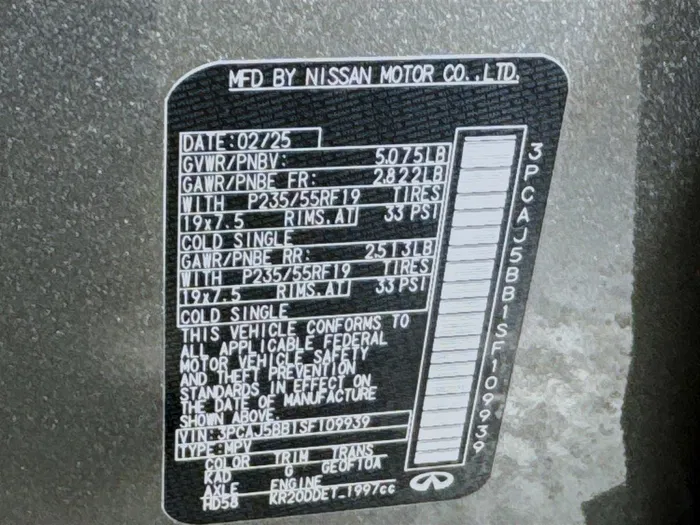 MFD BY NISSAN MOTOR CO.,LTD.
DATE:02/25
GVWR/PNBV: 5,075LB
GAWR/PNBE FR: 2,822LB
WITH P235/55RF19 TIRES
19x7.5 RIMS,AT 33 PSI
COLD SINGLE
GAWR/PNBE RR: 2,513LB
WITH P235/55RF19 TIRES
19x7.5 RIMS,AT 33 PSI
COLD SINGLE
THIS VEHICLE CONFORMS TO
ALL APPLICABLE FEDERAL
MOTOR VEHICLE SAFETY
AND THEFT PREVENTION
STANDARDS IN EFFECT ON
THE DATE OF MANUFACTURE
SHOWN ABOVE.
VIN:3PCAJ5BB1SF109939
TYPE:MPV
COLOR TRIM TRANS
KAD G GE0F10A
AXLE ENGINE
HD58 KR20DDET 1997cc
3PCAJ5BB1SF109939